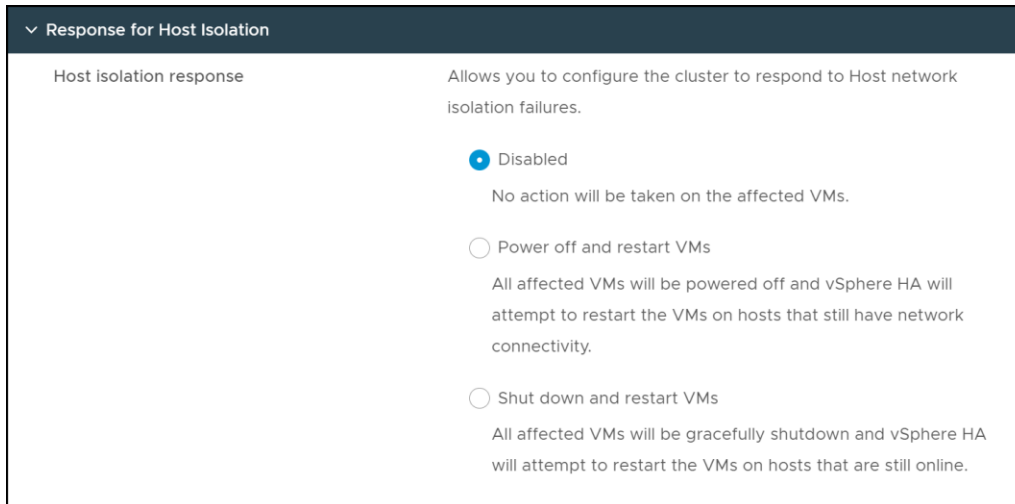 Response for Host Isolation
Host isolation response
Allows you to configure the cluster to respond to Host network
isolation failures.
Disabled
No action will be taken on the affected VMs.
Power off and restart VMs
All affected VMs will be powered off and vSphere HA will
attempt to restart the VMs on hosts that still have network
connectivity.
Shut down and restart VMs
All affected VMs will be gracefully shutdown and vSphere HA
will attempt to restart the VMs on hosts that are still online.